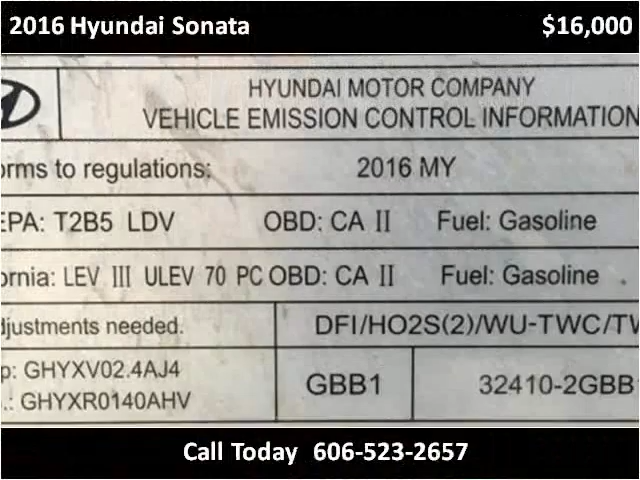 2016 Hyundai Sonata $16,000
HYUNDAI MOTOR COMPANY
VEHICLE EMISSION CONTROL INFORMATION
orms to regulations: 2016 MY
EPA: T2B5 LDV OBD: CA II Fuel: Gasoline
ornia: LEV III ULEV 70 PC OBD: CA II Fuel: Gasoline .
djustments needed. DFI/HO2S(2)/WU-TWC/TW
p: GHYXV02.4AJ4
.: GHYXR0140AHV
GBB1 32410-2GBB
Call Today 606-523-2657